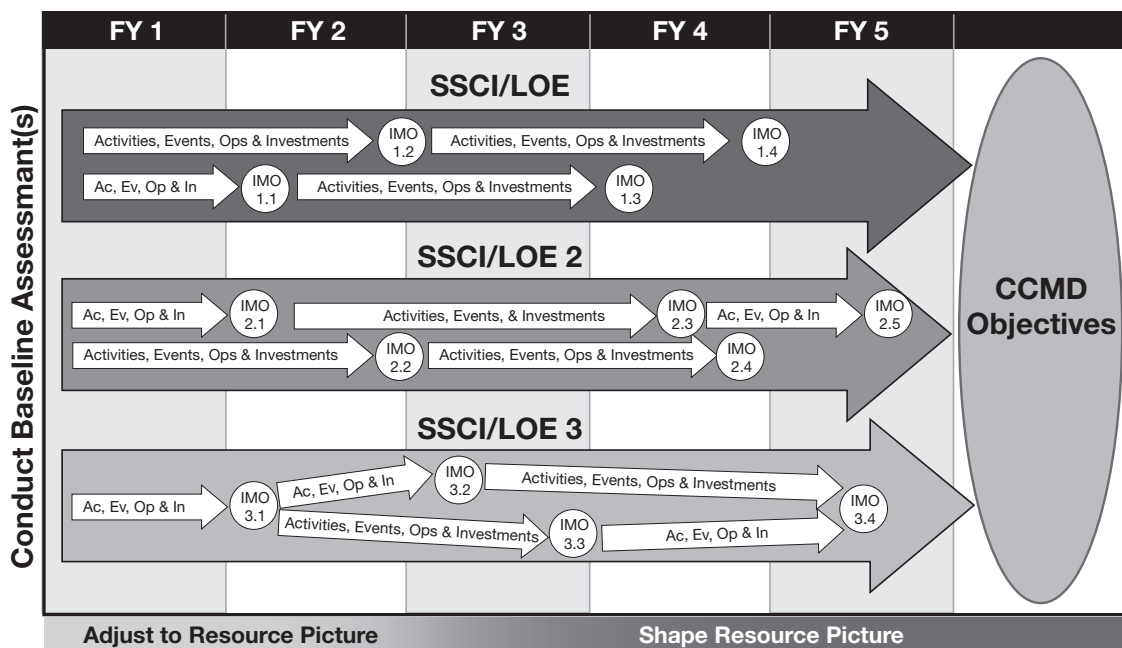 FY 1 FY 2 FY 3 FY 4 FY 5
Conduct Baseline Assessmant(s)
SSCI/LOE
Activities, Events, Ops & Investments
IMO
1.2
Activities, Events, Ops & Investments
IMO
1.4
Ac, Ev, Op & In
IMO
1.1
Activities, Events, Ops & Investments
IMO
1.3
SSCI/LOE 2
Ac, Ev, Op & In
IMO
2.1
Activities, Events, & Investments
IMO
2.3
Ac, Ev, Op & In
IMO
2.5
Activities, Events, Ops & Investments
IMO
2.2
Activities, Events, Ops & Investments
IMO
2.4
SSCI/LOE 3
Ac, Ev, Op & In
IMO
3.1
Ac, Ev, Op & In
IMO
3.2
Activities, Events, Ops & Investments
IMO
3.4
Activities, Events, Ops & Investments
IMO
3.3
Ac, Ev, Op & In
CCMD
Objectives
Adjust to Resource Picture
Shape Resource Picture